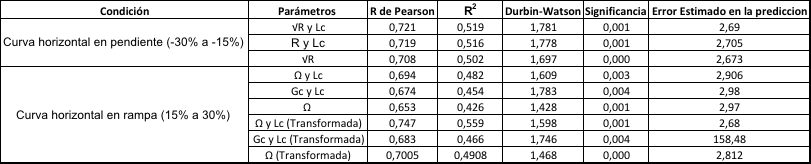 Condición Parámetros R de Pearson R² Durbin-Watson Significancia Error Estimado en la prediccion
Curva horizontal en pendiente (-30% a -15%) √R y Lc 0,721 0,519 1,781 0,001 2,69
R y Lc 0,719 0,516 1,778 0,001 2,705
√R 0,708 0,502 1,697 0,000 2,673
Curva horizontal en rampa (15% a 30%) Ω y Lc 0,694 0,482 1,609 0,003 2,906
Gc y Lc 0,674 0,454 1,783 0,004 2,98
Ω 0,653 0,426 1,428 0,001 2,97
Ω y Lc (Transformada) 0,747 0,559 1,598 0,001 2,68
Gc y Lc (Transformada) 0,683 0,466 1,746 0,004 158,48
Ω (Transformada) 0,7005 0,4908 1,468 0,000 2,812